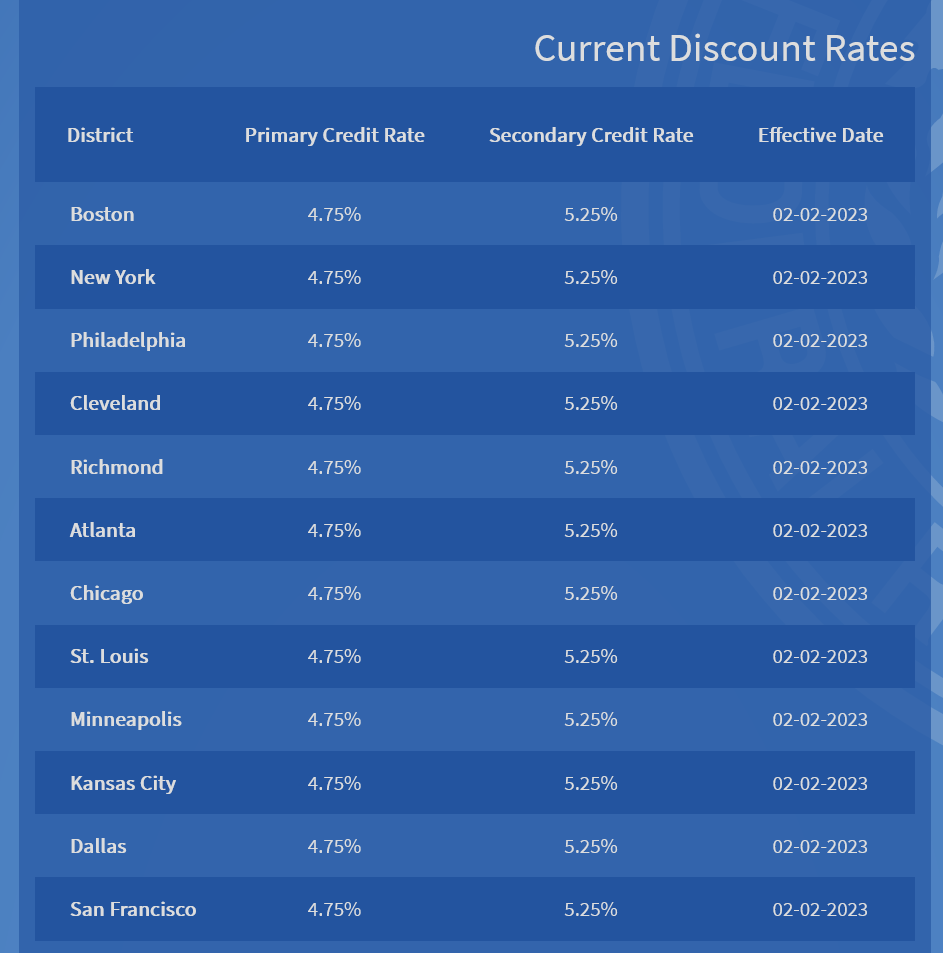 Current Discount Rates
District Primary Credit Rate Secondary Credit Rate Effective Date
Boston 4.75% 5.25% 02-02-2023
New York 4.75% 5.25% 02-02-2023
Philadelphia 4.75% 5.25% 02-02-2023
Cleveland 4.75% 5.25% 02-02-2023
Richmond 4.75% 5.25% 02-02-2023
Atlanta 4.75% 5.25% 02-02-2023
Chicago 4.75% 5.25% 02-02-2023
St. Louis 4.75% 5.25% 02-02-2023
Minneapolis 4.75% 5.25% 02-02-2023
Kansas City 4.75% 5.25% 02-02-2023
Dallas 4.75% 5.25% 02-02-2023
San Francisco 4.75% 5.25% 02-02-2023